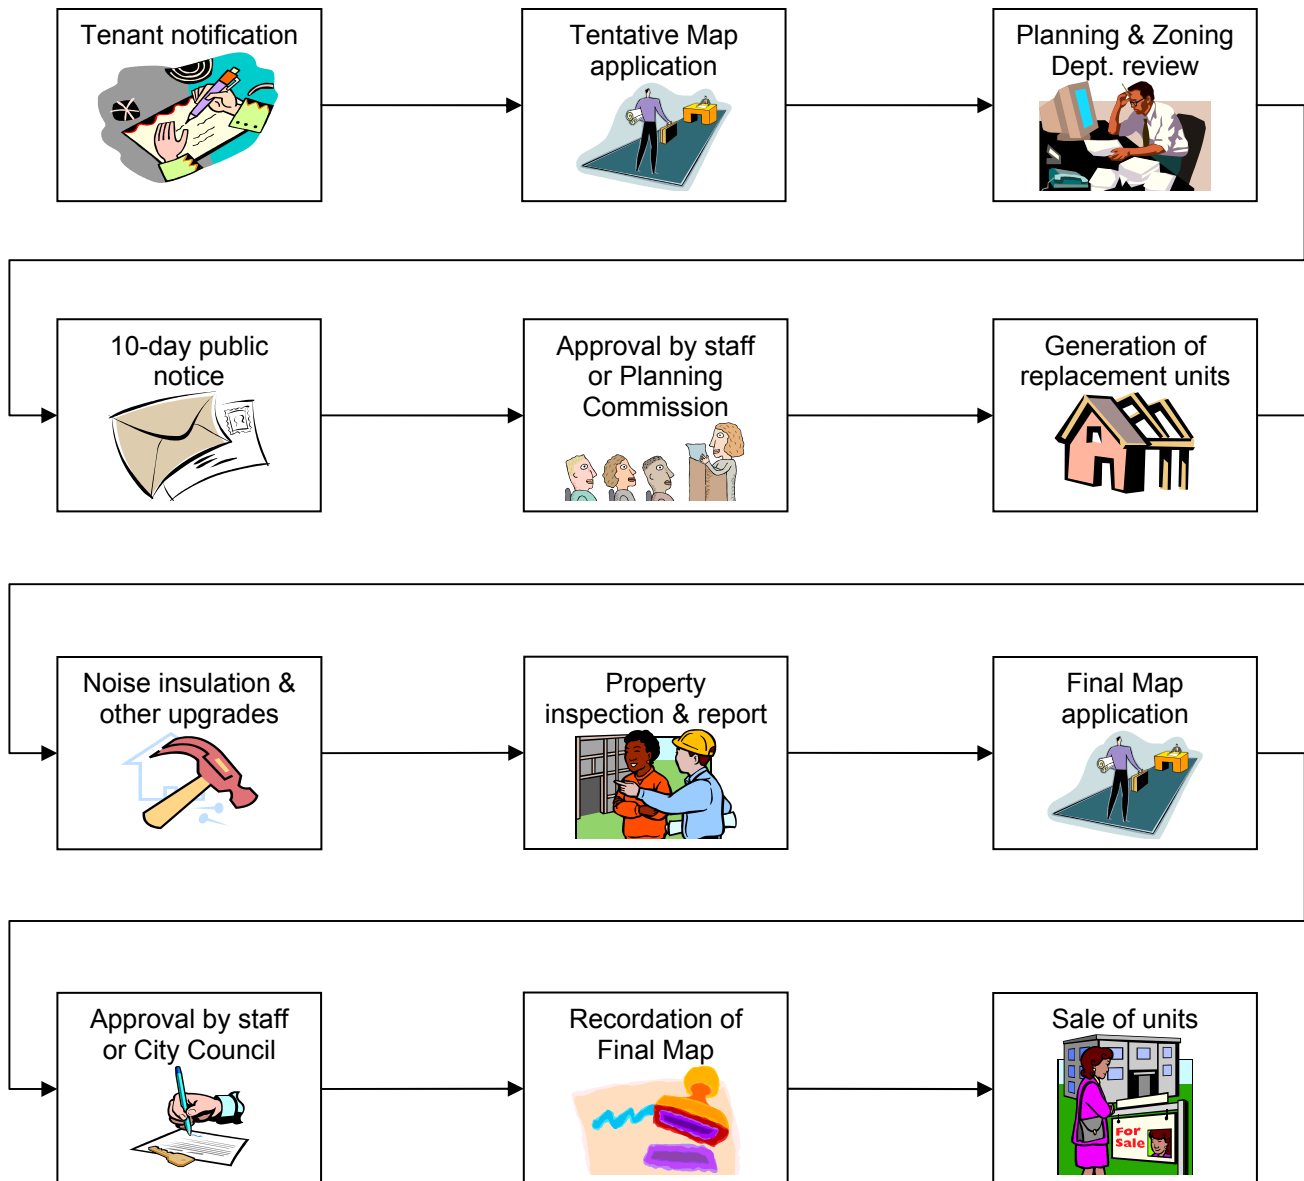 Tenant notification
Tentative Map
application
Planning & Zoning
Dept. review
10-day public
notice
Approval by staff
or Planning
Commission
Generation of
replacement units
Noise insulation &
other upgrades
Property
inspection & report
Final Map
application
Approval by staff
or City Council
Recordation of
Final Map
Sale of units
For
Sale